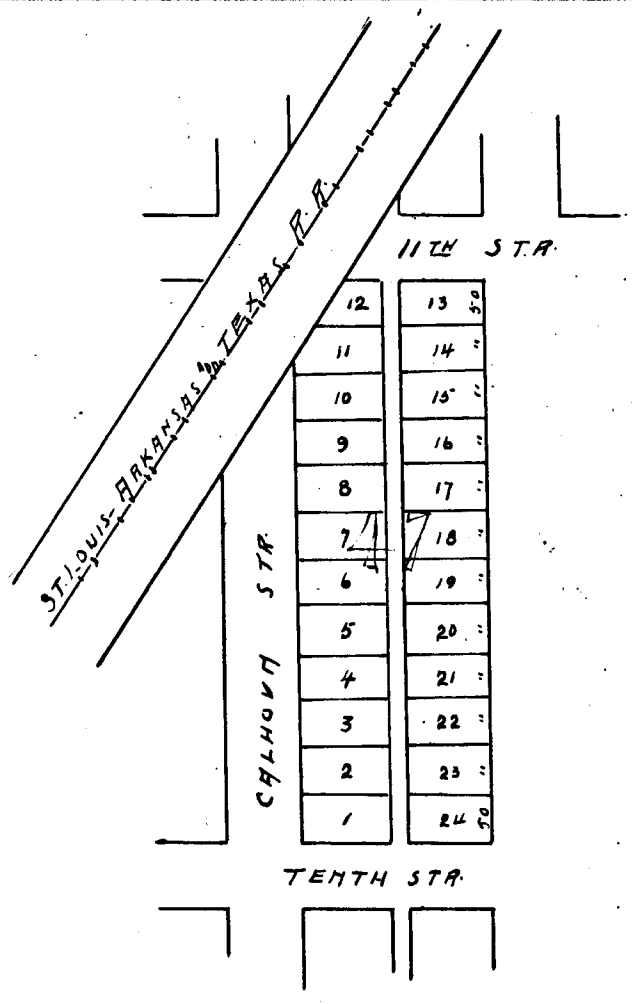 ST. LOUIS- ARKANSAS AND TEXAS R.R.
11TH STR.
12 13 50
11 14 "
10 15 "
9 16 "
8 17 "
47
7 18 "
6 19 "
5 20 "
4 21 "
3 22 "
2 23 "
1 24 50
CALHOUN STR.
TENTH STR.